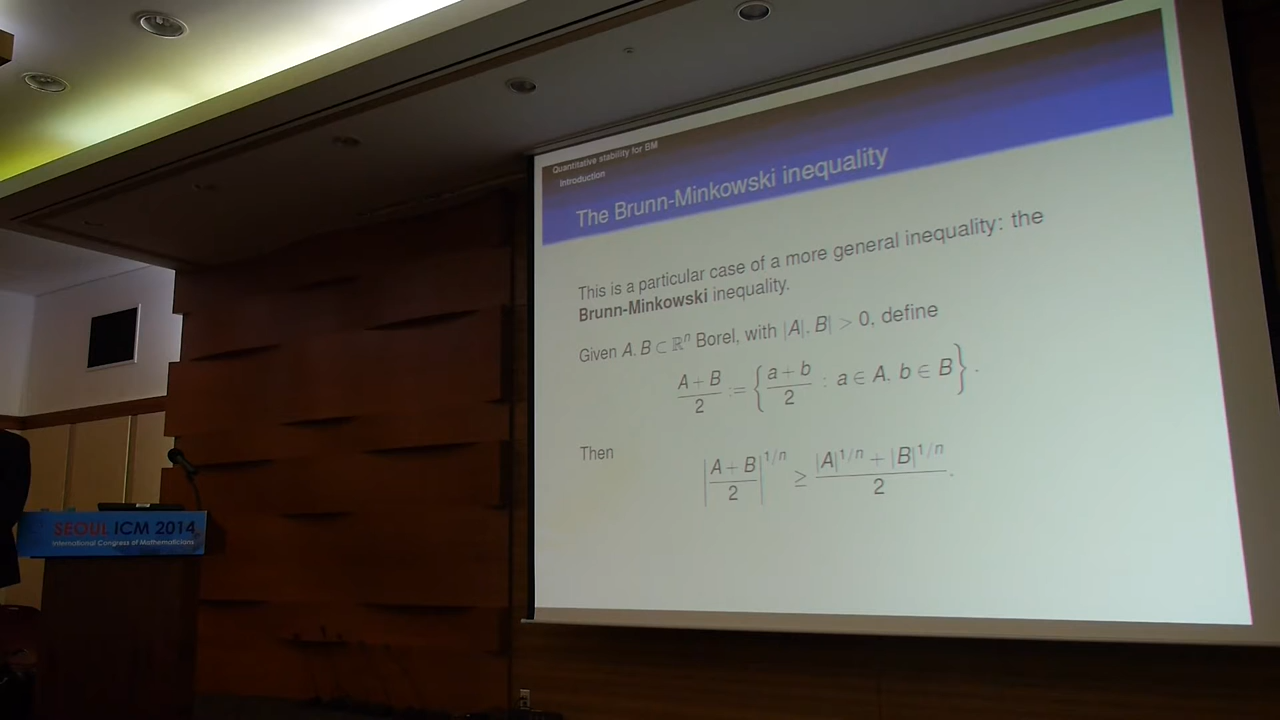 Quantitative stability for BM
Introduction
The Brunn-Minkowski inequality
This is a particular case of a more general inequality: the
Brunn-Minkowski inequality.
Given A, B ⊂ ℝⁿ Borel, with |A|, B| > 0, define
(A + B)/2 := { (a + b)/2 : a ∈ A, b ∈ B } .
Then
|(A + B)/2|^{1/n} ≥ (|A|^{1/n} + |B|^{1/n})/2 .
SEOUL ICM 2014
International Congress of Mathematicians